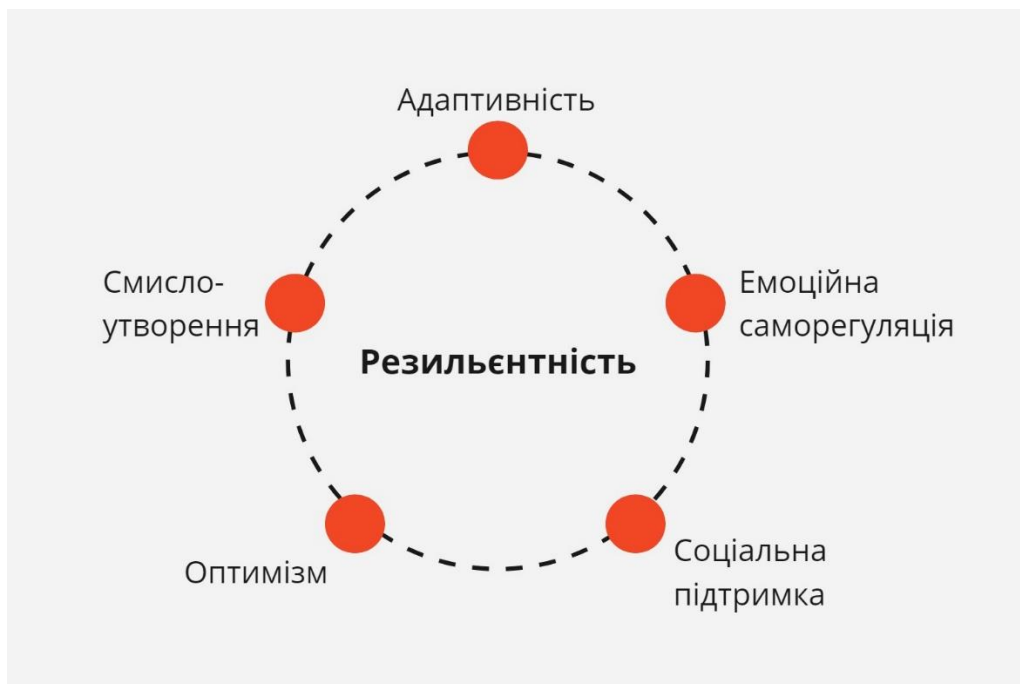 Адаптивність
Смисло-
утворення
Емоційна
саморегуляція
Резильєнтність
Оптимізм
Соціальна
підтримка